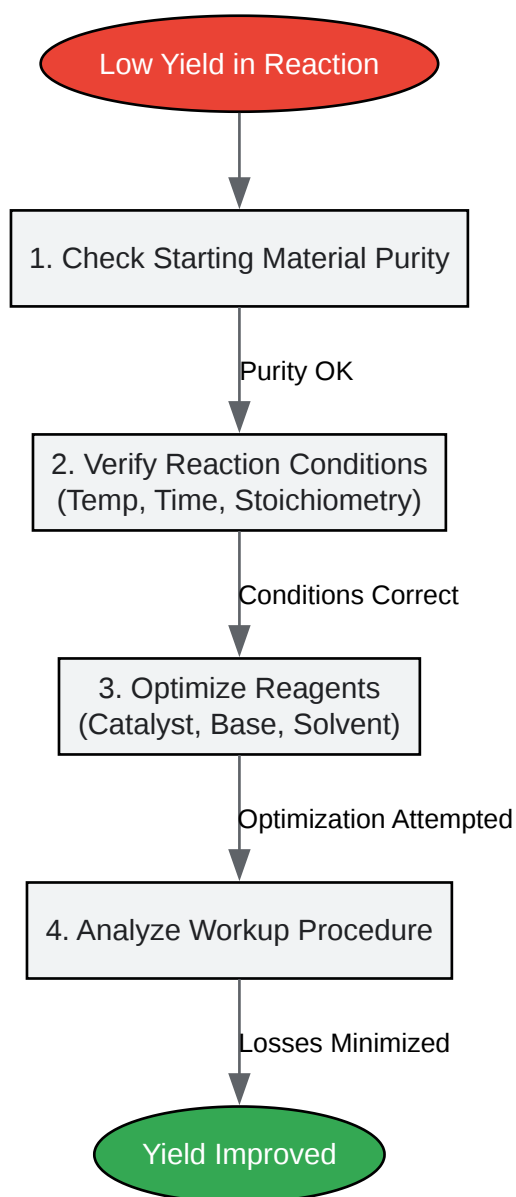 Low Yield in Reaction
1. Check Starting Material Purity
Purity OK
2. Verify Reaction Conditions
(Temp, Time, Stoichiometry)
Conditions Correct
3. Optimize Reagents
(Catalyst, Base, Solvent)
Optimization Attempted
4. Analyze Workup Procedure
Losses Minimized
Yield Improved